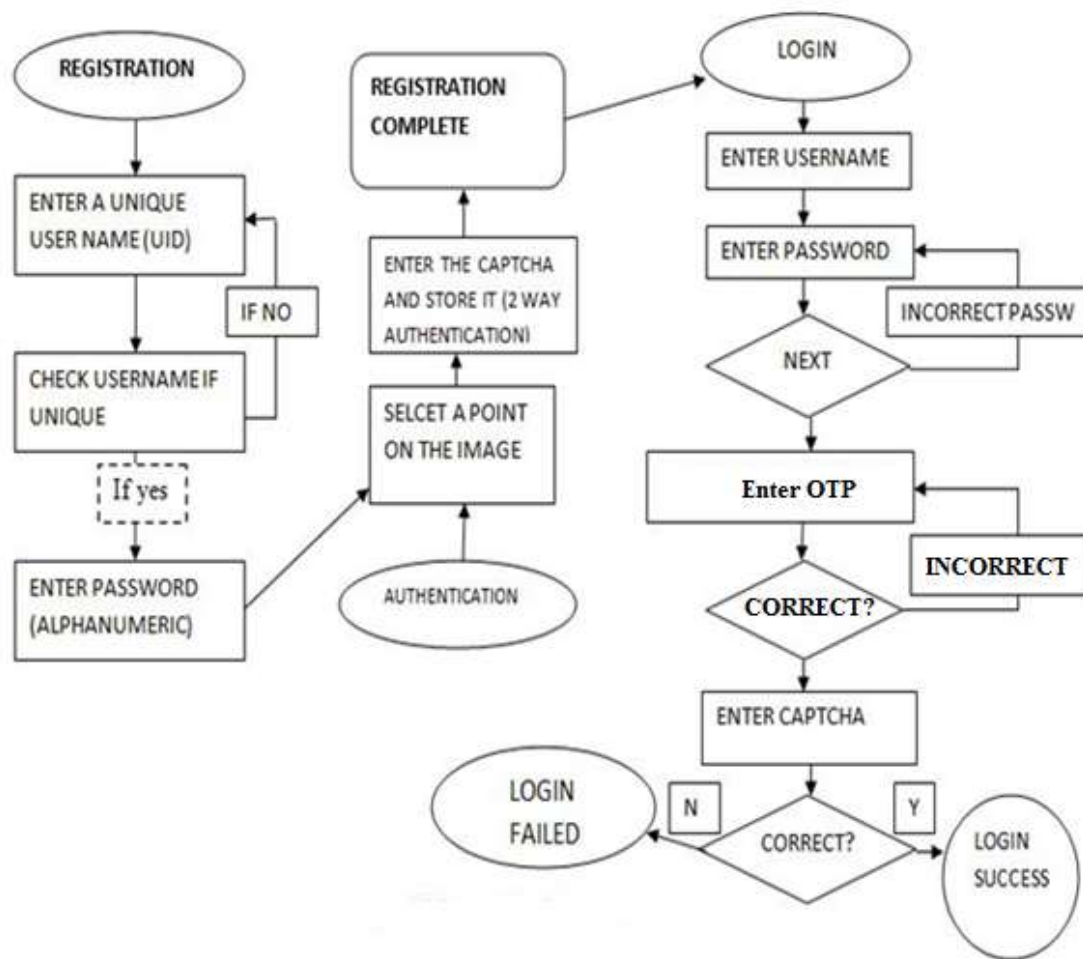 REGISTRATION
ENTER A UNIQUE
USER NAME (UID)
IF NO
CHECK USERNAME IF
UNIQUE
If yes
ENTER PASSWORD
(ALPHANUMERIC)
REGISTRATION
COMPLETE
ENTER THE CAPTCHA
AND STORE IT (2 WAY
AUTHENTICATION)
SELCET A POINT
ON THE IMAGE
AUTHENTICATION
LOGIN
ENTER USERNAME
ENTER PASSWORD
INCORRECT PASSW
NEXT
Enter OTP
INCORRECT
CORRECT?
ENTER CAPTCHA
N
Y
CORRECT?
LOGIN
FAILED
LOGIN
SUCCESS